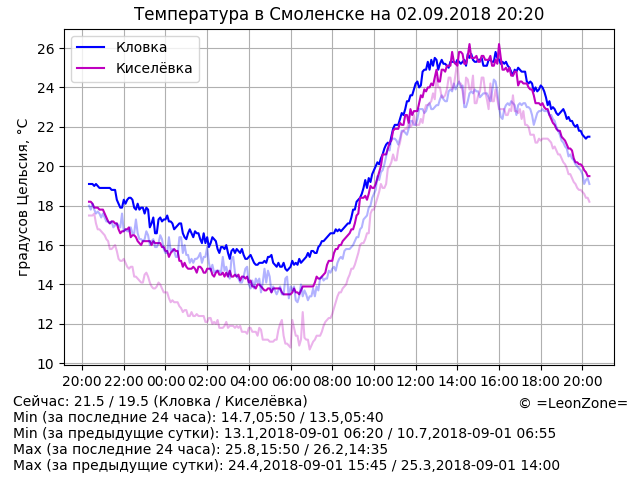 Температура в Смоленске на 02.09.2018 20:20
Кловка
Киселёвка
градусов Цельсия, °C
26
24
22
20
18
16
14
12
10
20:00 22:00 00:00 02:00 04:00 06:00 08:00 10:00 12:00 14:00 16:00 18:00 20:00
Сейчас: 21.5 / 19.5 (Кловка / Киселёвка)
© =LeonZone=
Min (за последние 24 часа): 14.7,05:50 / 13.5,05:40
Min (за предыдущие сутки): 13.1,2018-09-01 06:20 / 10.7,2018-09-01 06:55
Max (за последние 24 часа): 25.8,15:50 / 26.2,14:35
Max (за предыдущие сутки): 24.4,2018-09-01 15:45 / 25.3,2018-09-01 14:00